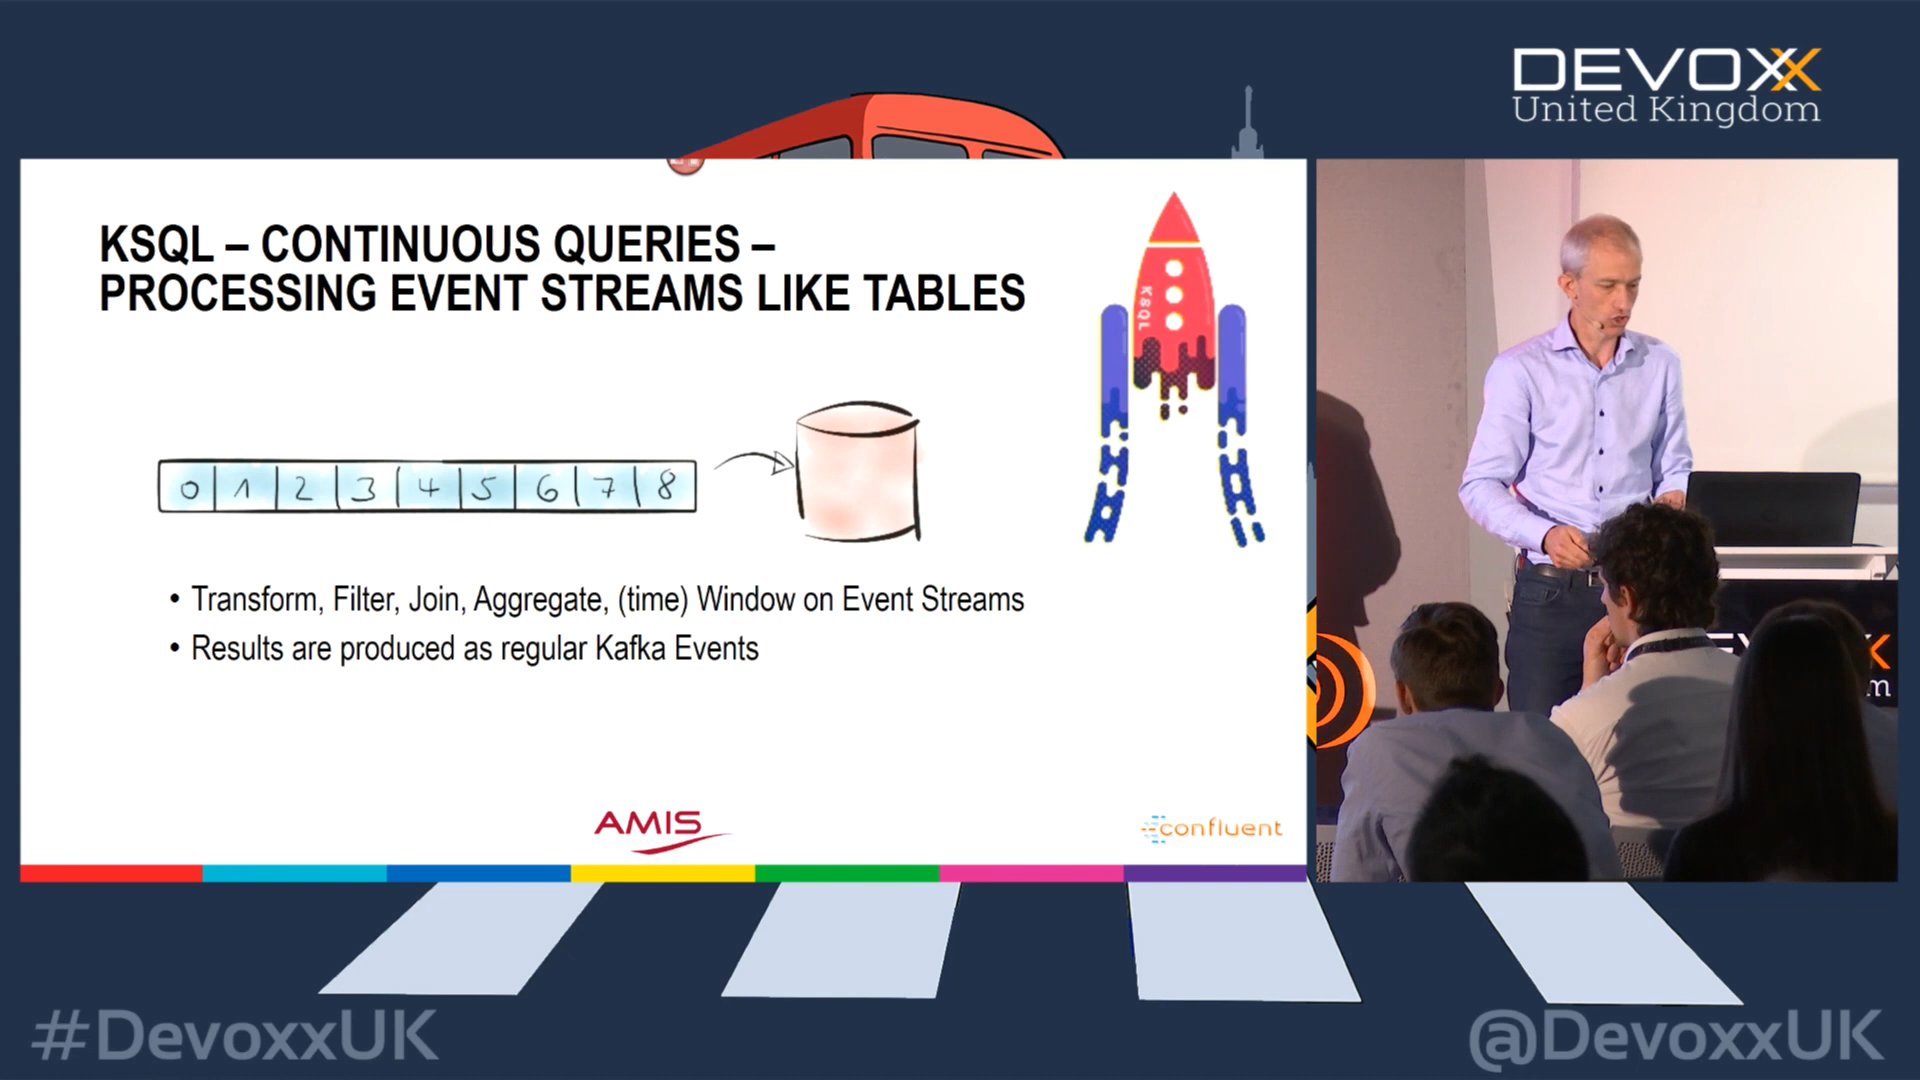 DEVOXX
United Kingdom
KSQL – CONTINUOUS QUERIES –
PROCESSING EVENT STREAMS LIKE TABLES
KSQL
0 1 2 3 4 5 6 7 8
• Transform, Filter, Join, Aggregate, (time) Window on Event Streams
• Results are produced as regular Kafka Events
AMIS
confluent
#DevoxxUK
@DevoxxUK